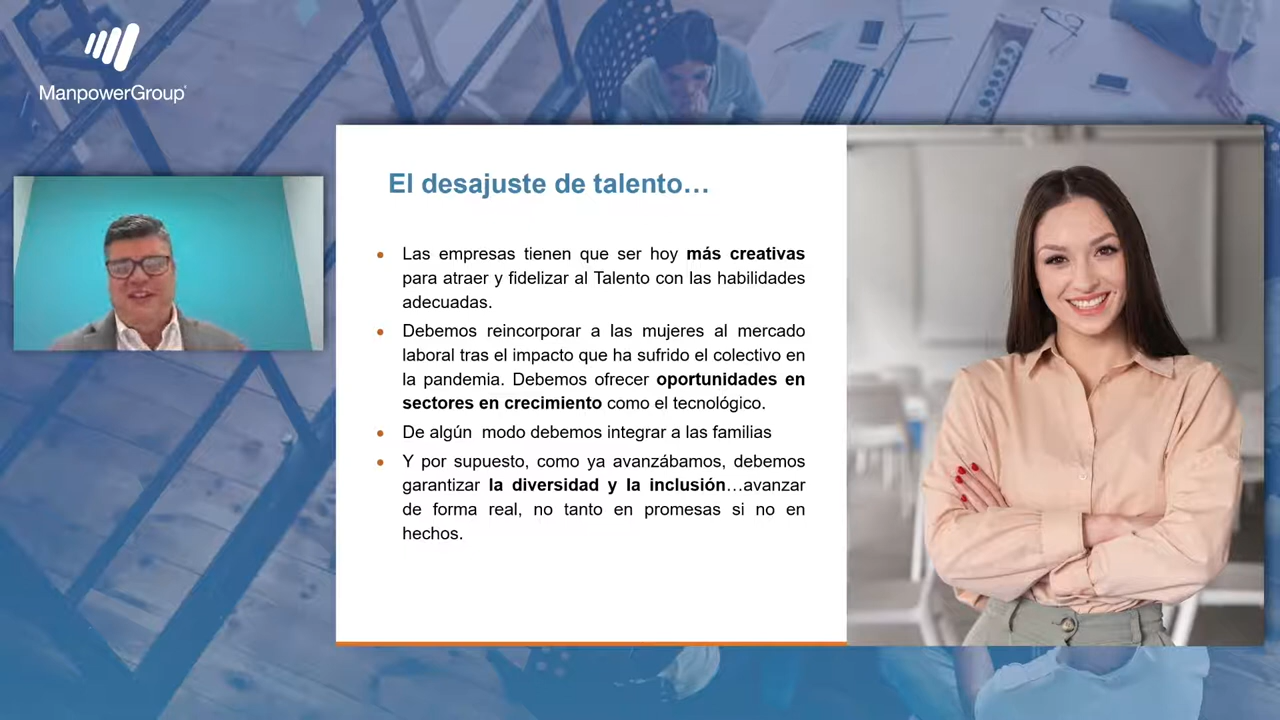 ManpowerGroup
El desajuste de talento…
• Las empresas tienen que ser hoy más creativas
para atraer y fidelizar al Talento con las habilidades
adecuadas.
• Debemos reincorporar a las mujeres al mercado
laboral tras el impacto que ha sufrido el colectivo en
la pandemia. Debemos ofrecer oportunidades en
sectores en crecimiento como el tecnológico.
• De algún modo debemos integrar a las familias
• Y por supuesto, como ya avanzábamos, debemos
garantizar la diversidad y la inclusión…avanzar
de forma real, no tanto en promesas si no en
hechos.